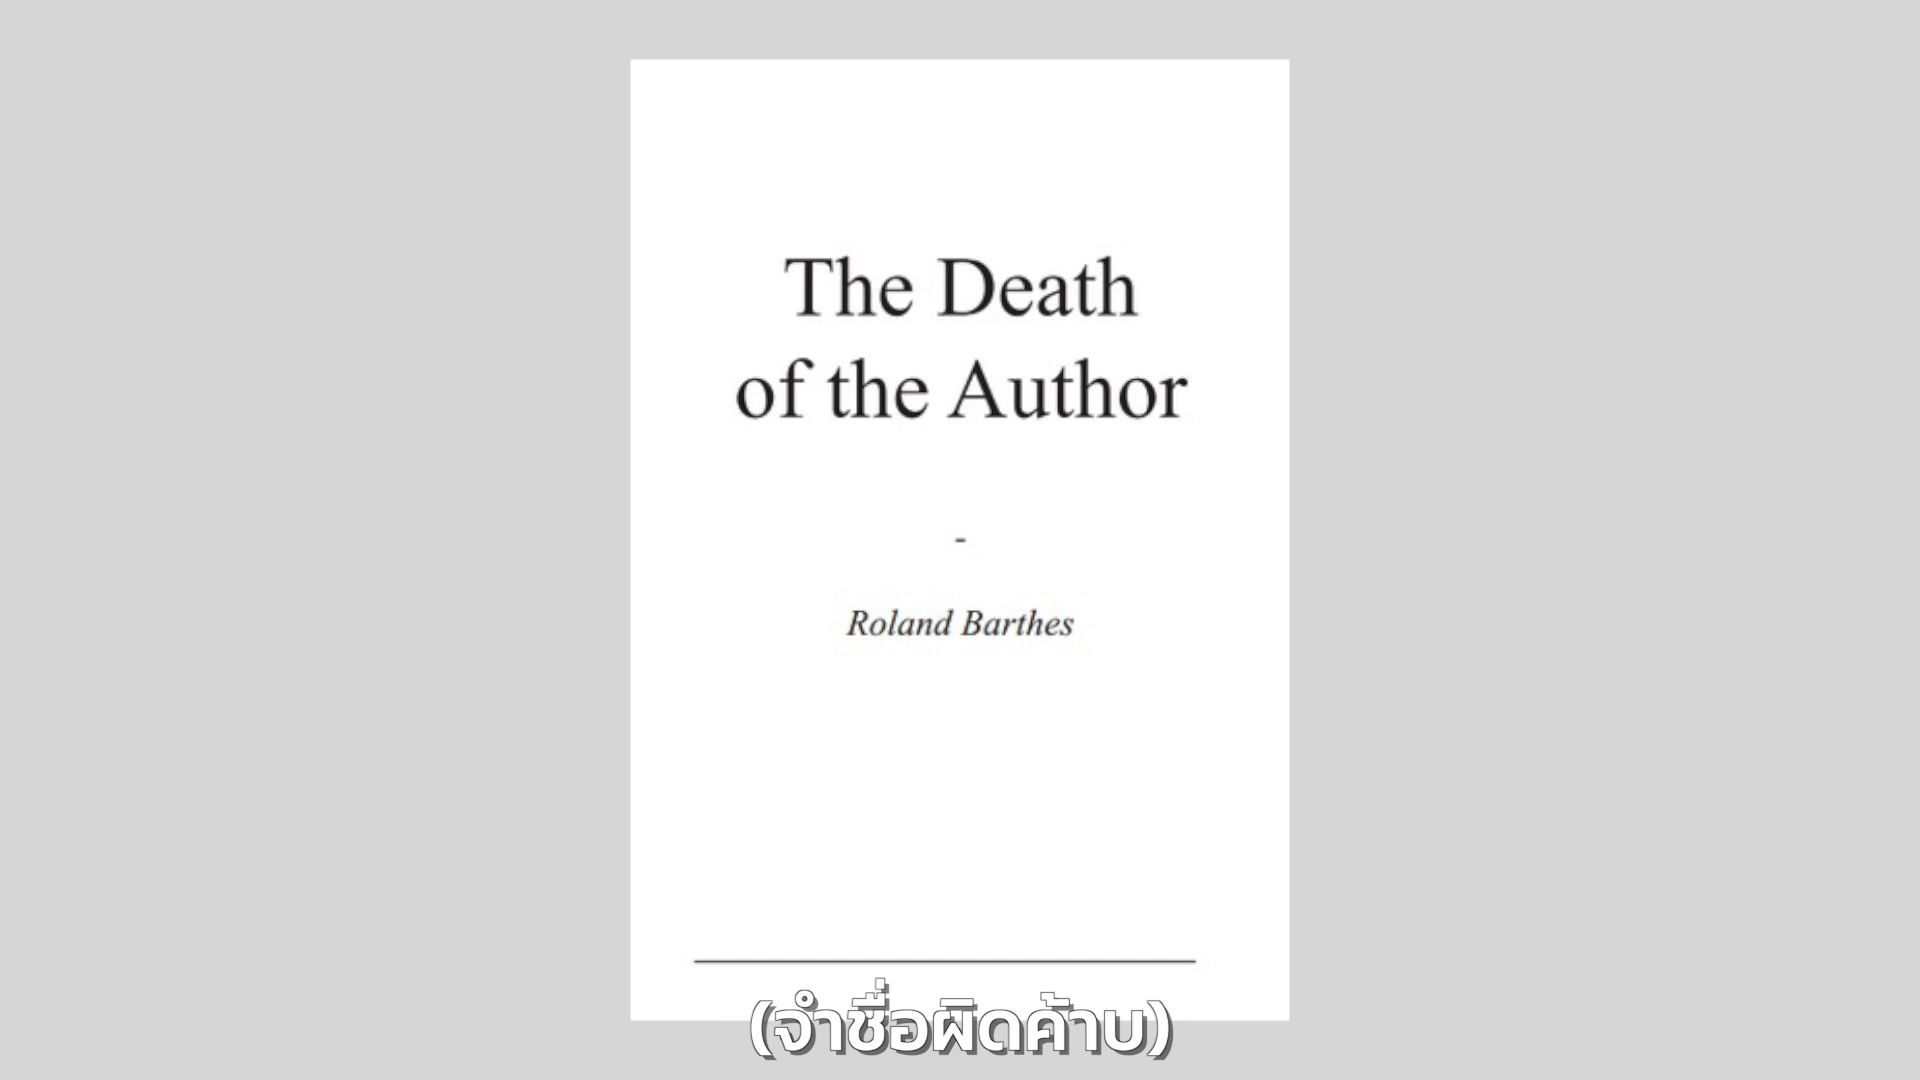 The Death
of the Author
-
Roland Barthes
(จำชื่อผิดค้าบ)